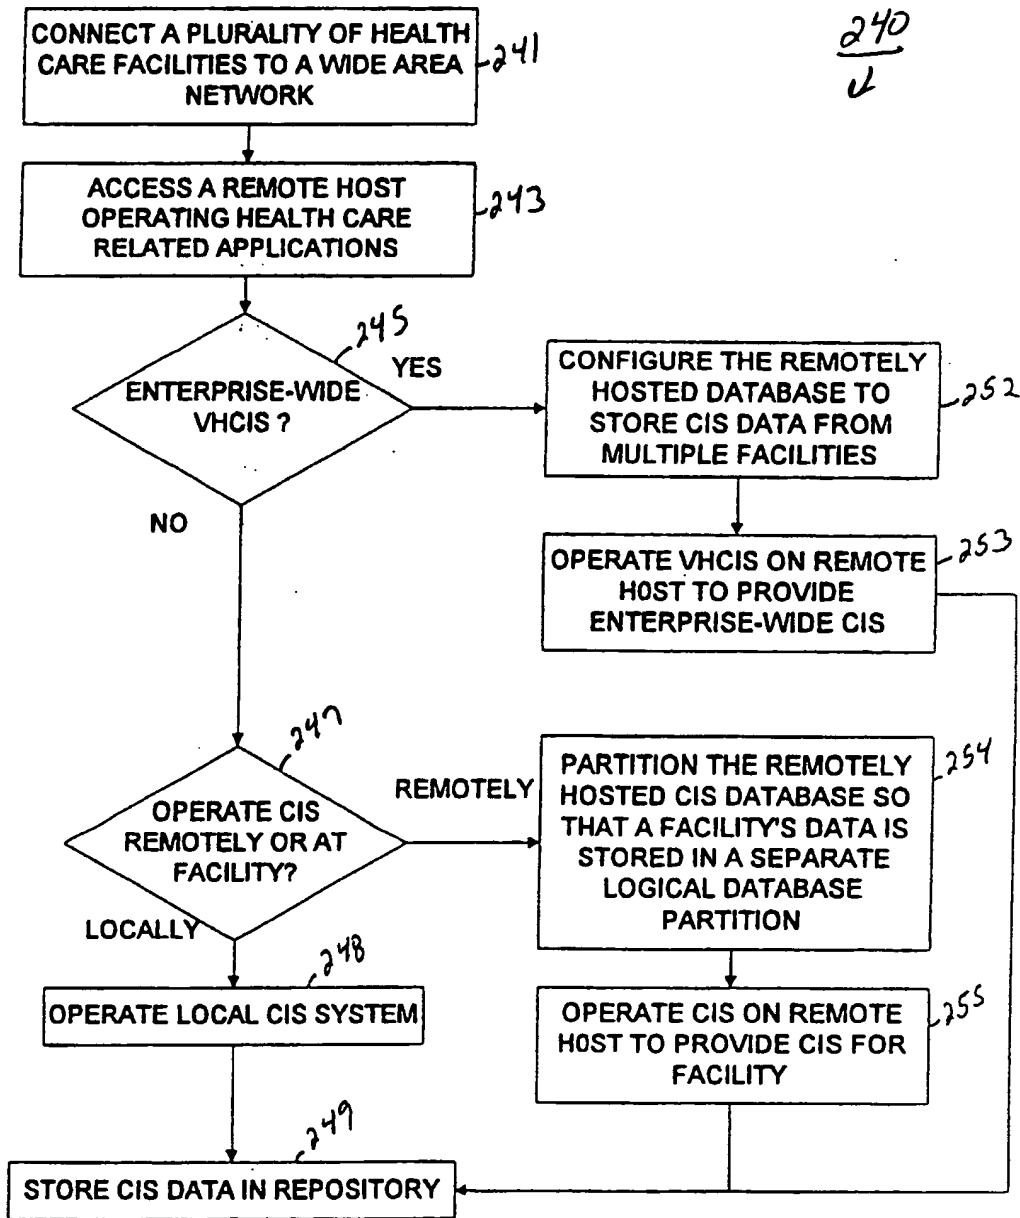 240
CONNECT A PLURALITY OF HEALTH
CARE FACILITIES TO A WIDE AREA
NETWORK
241
ACCESS A REMOTE HOST
OPERATING HEALTH CARE
RELATED APPLICATIONS
243
245
ENTERPRISE-WIDE
VHCIS ?
YES
NO
CONFIGURE THE REMOTELY
HOSTED DATABASE TO
STORE CIS DATA FROM
MULTIPLE FACILITIES
252
OPERATE VHCIS ON REMOTE
HOST TO PROVIDE
ENTERPRISE-WIDE CIS
253
247
OPERATE CIS
REMOTELY OR AT
FACILITY?
REMOTELY
LOCALLY
PARTITION THE REMOTELY
HOSTED CIS DATABASE SO
THAT A FACILITY'S DATA IS
STORED IN A SEPARATE
LOGICAL DATABASE
PARTITION
254
248
OPERATE LOCAL CIS SYSTEM
OPERATE CIS ON REMOTE
HOST TO PROVIDE CIS FOR
FACILITY
255
249
STORE CIS DATA IN REPOSITORY